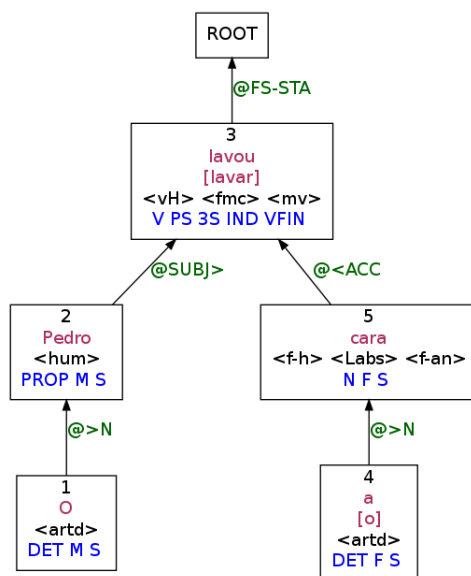 ROOT
@FS-STA
3
lavou
[lavar]
<vH> <fmc> <mv>
V PS 3S IND VFIN
@SUBJ>
@<ACC
2
Pedro
<hum>
PROP M S
5
cara
<f-h> <Labs> <f-an>
N F S
@>N
@>N
1
O
<artd>
DET M S
4
a
[o]
<artd>
DET F S